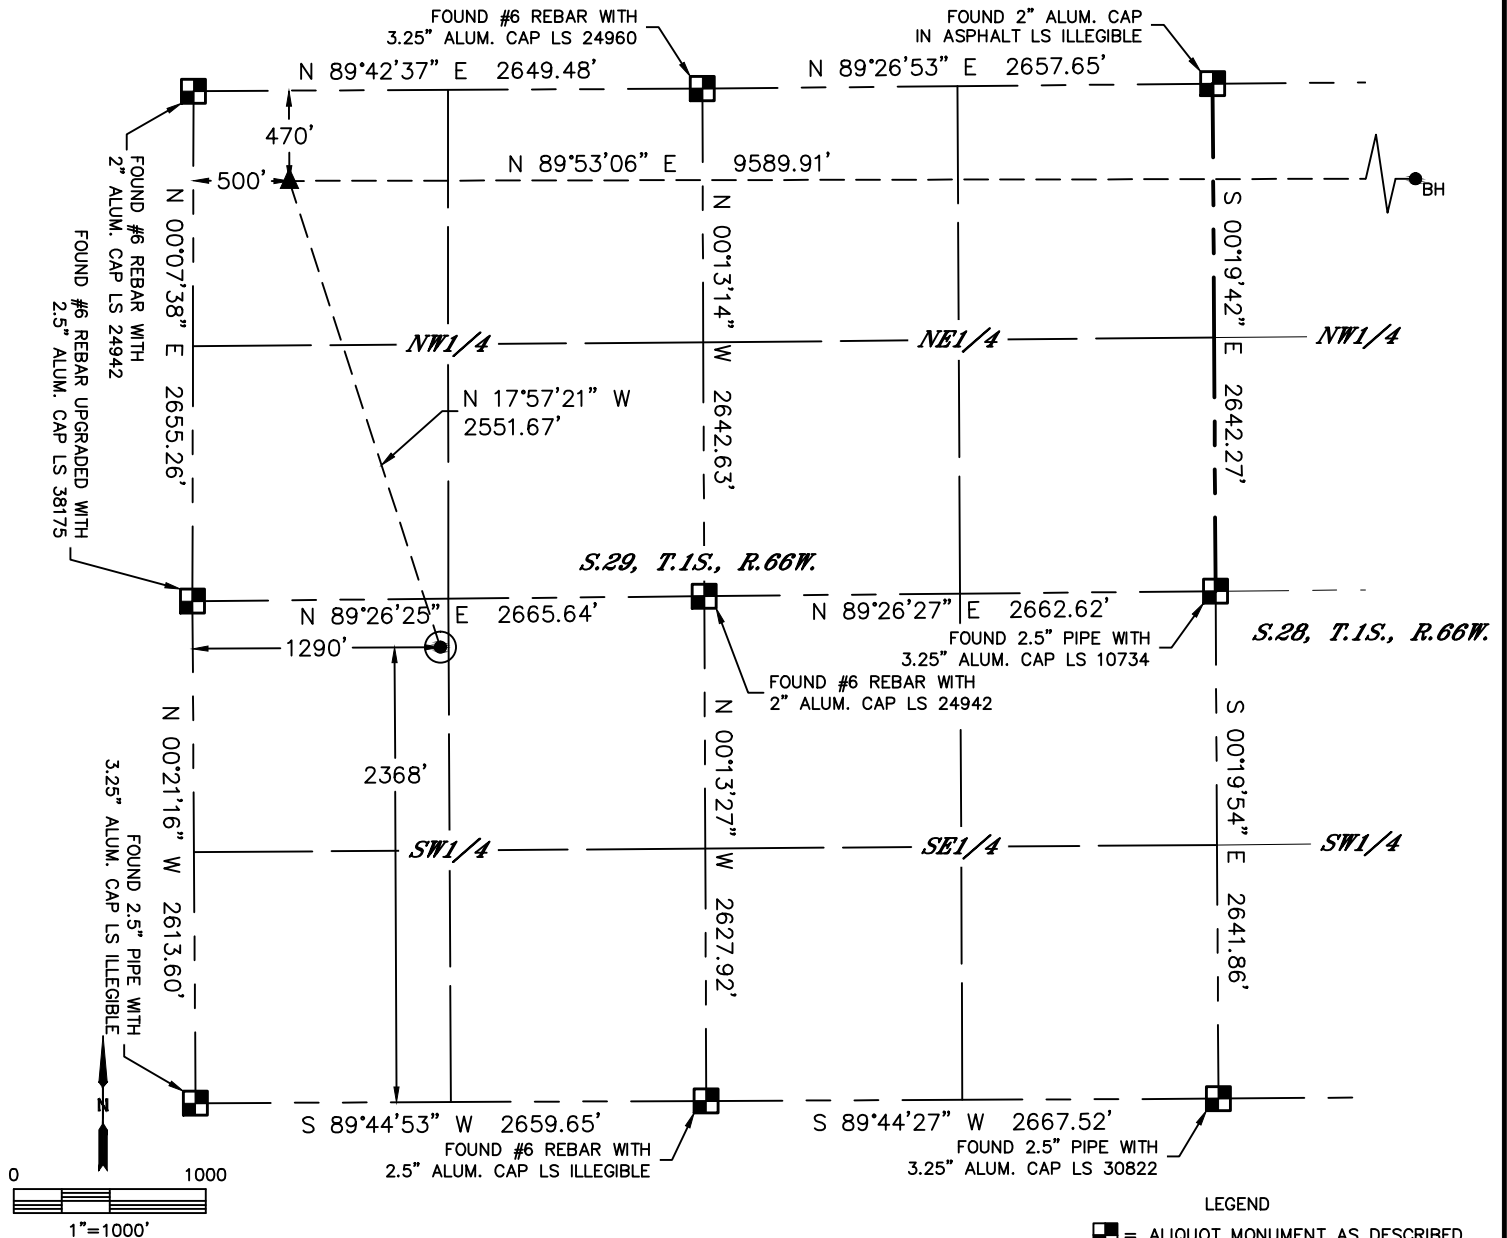 FOUND #6 REBAR WITH
3.25" ALUM. CAP LS 24960
FOUND 2" ALUM. CAP
IN ASPHALT LS ILLEGIBLE
N 89°42'37" E 2649.48'
N 89°26'53" E 2657.65'
470'
N 89°53'06" E 9589.91'
500'
BH
FOUND #6 REBAR WITH
2" ALUM. CAP LS 24942
N 00°07'38" E 2655.26'
N 00°13'14" W 2642.63'
S 00°19'42" E 2642.27'
FOUND #6 REBAR UPGRADED WITH
2.5" ALUM. CAP LS 38175
NW1/4
NE1/4
NW1/4
N 17°57'21" W
2551.67'
S.29, T.1S., R.66W.
N 89°26'25" E 2665.64'
N 89°26'27" E 2662.62'
S.28, T.1S., R.66W.
FOUND 2.5" PIPE WITH
3.25" ALUM. CAP LS 10734
1290'
FOUND #6 REBAR WITH
2" ALUM. CAP LS 24942
N 00°21'16" W 2613.60'
N 00°13'27" W 2627.92'
S 00°19'54" E 2641.86'
2368'
FOUND 2.5" PIPE WITH
3.25" ALUM. CAP LS ILLEGIBLE
SW1/4
SE1/4
SW1/4
N
S 89°44'53" W 2659.65'
S 89°44'27" W 2667.52'
FOUND #6 REBAR WITH
2.5" ALUM. CAP LS ILLEGIBLE
FOUND 2.5" PIPE WITH
3.25" ALUM. CAP LS 30822
0 1000
1"=1000'
LEGEND
= ALIQUOT MONUMENT AS DESCRIBED